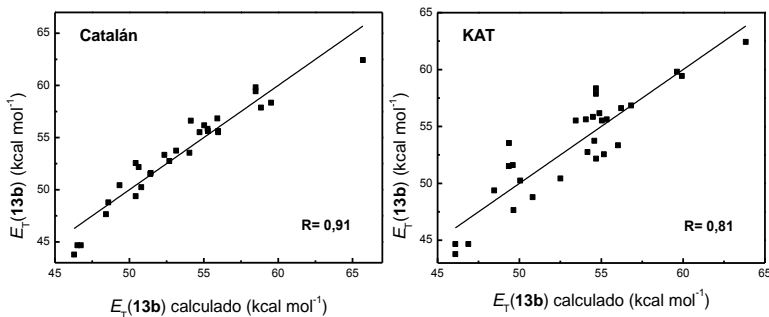 Catalán
65
60
55
50
45
E_T(13b) (kcal mol⁻¹)
R= 0,91
45 50 55 60 65
E_T(13b) calculado (kcal mol⁻¹)
KAT
65
60
55
50
45
E_T(13b) (kcal mol⁻¹)
R= 0,81
45 50 55 60 65
E_T(13b) calculado (kcal mol⁻¹)